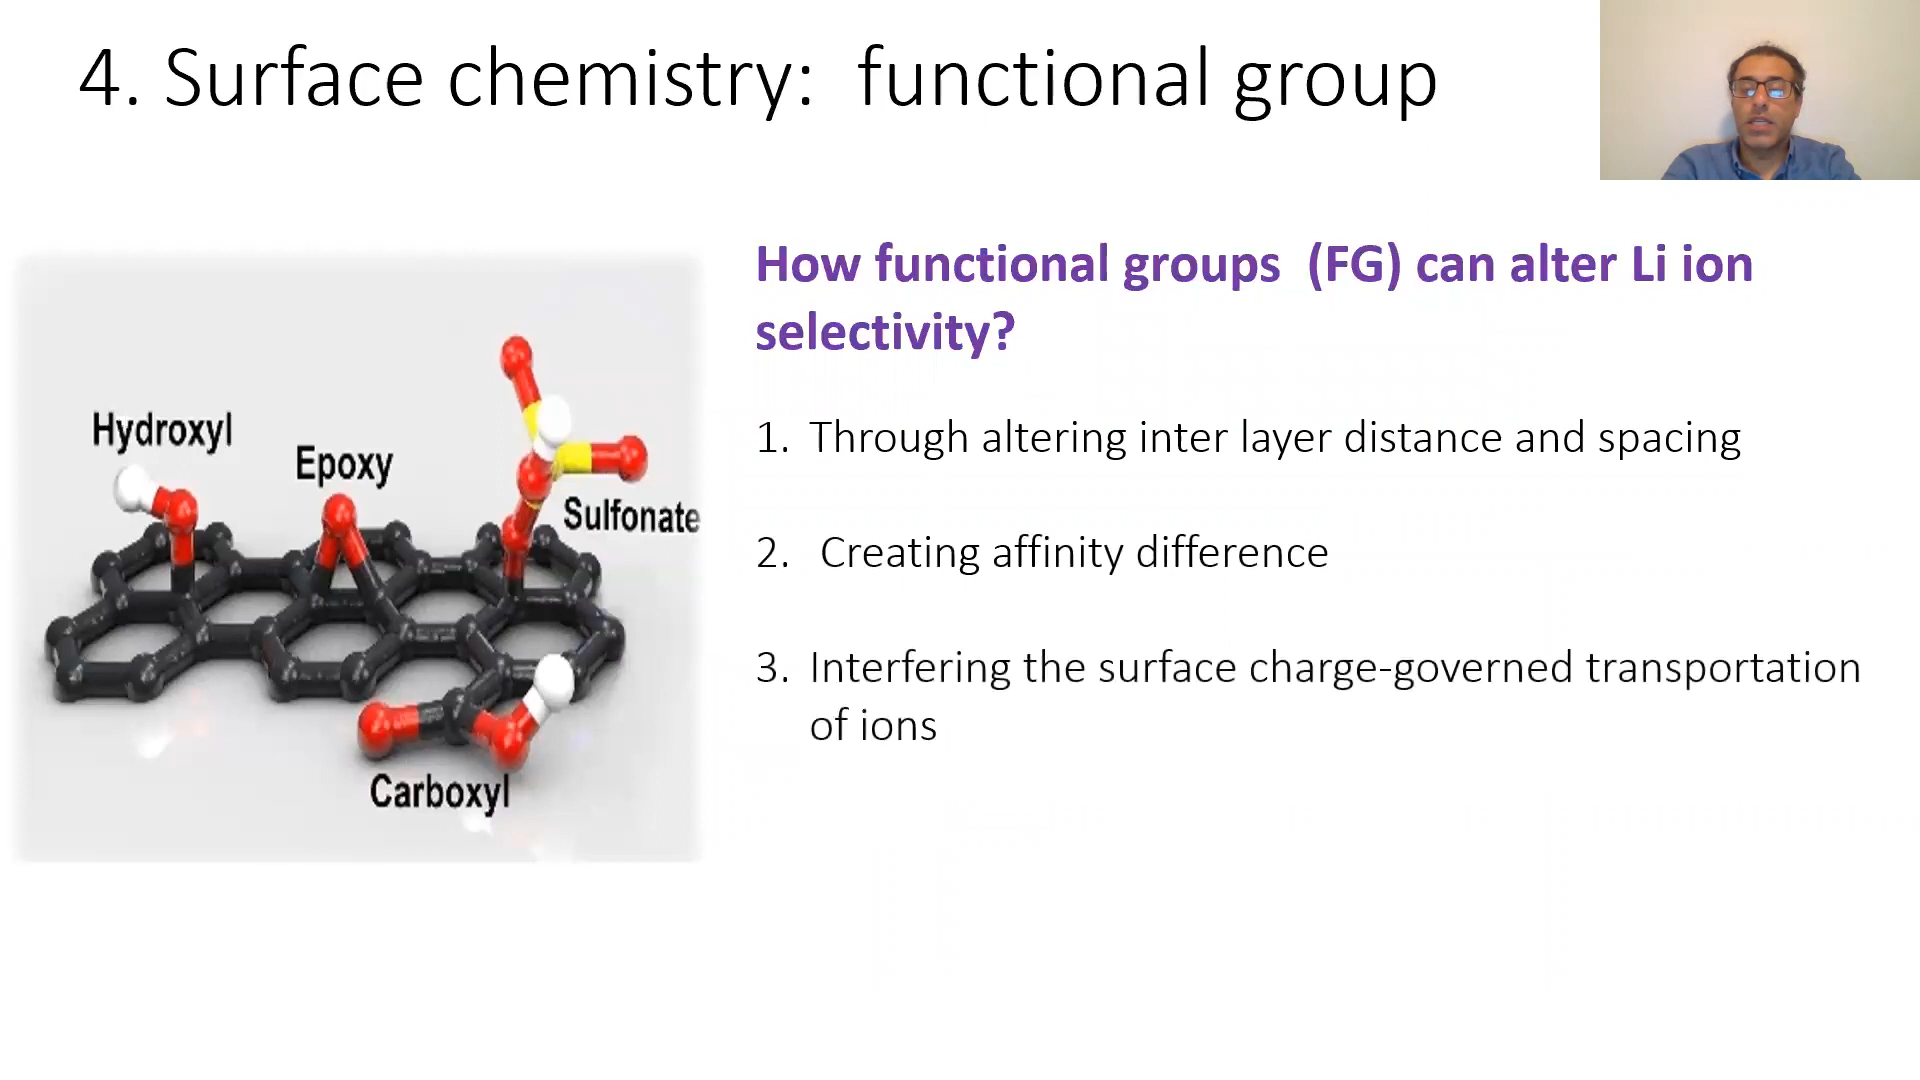 4. Surface chemistry: functional group
How functional groups (FG) can alter Li ion
selectivity?
1. Through altering inter layer distance and spacing
2. Creating affinity difference
3. Interfering the surface charge-governed transportation
of ions
Hydroxyl
Epoxy
Sulfonate
Carboxyl